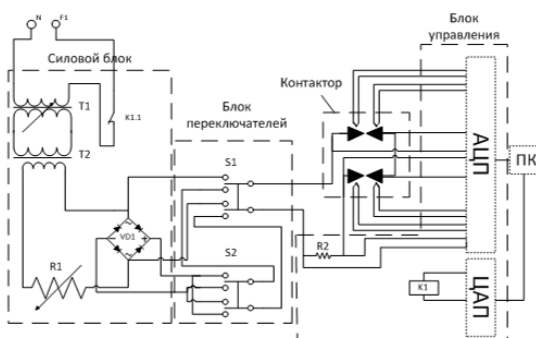 N F1
Силовой блок
T1
K1.1
T2
VD1
R1
Блок
переключателей
S1
S2
Контактор
R2
Блок
управления
АЦП
ПК
K1
ЦАП